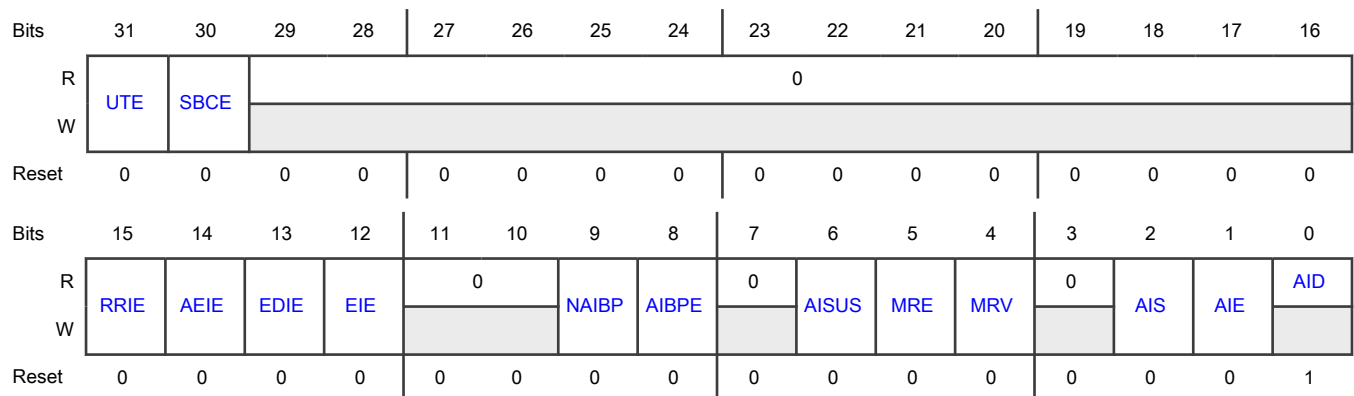 Bits 31 30 29 28 27 26 25 24 23 22 21 20 19 18 17 16
R UTE SBCE 0
W
Reset 0 0 0 0 0 0 0 0 0 0 0 0 0 0 0 0
Bits 15 14 13 12 11 10 9 8 7 6 5 4 3 2 1 0
R RRIE AEIE EDIE EIE 0 NAIBP AIBPE 0 AISUS MRE MRV 0 AIS AIE AID
W
Reset 0 0 0 0 0 0 0 0 0 0 0 0 0 0 0 1